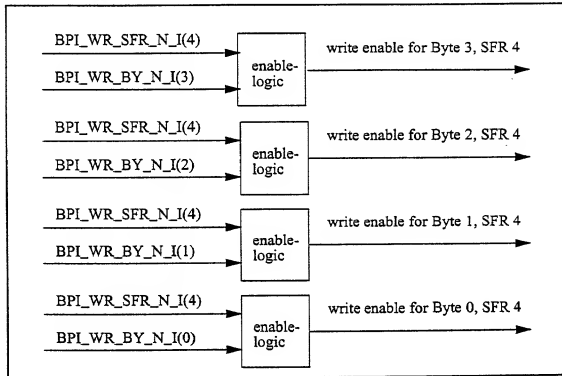 BPI_WR_SFR_N_I(4)
BPI_WR_BY_N_I(3)
enable-
logic
write enable for Byte 3, SFR 4
BPI_WR_SFR_N_I(4)
BPI_WR_BY_N_I(2)
enable-
logic
write enable for Byte 2, SFR 4
BPI_WR_SFR_N_I(4)
BPI_WR_BY_N_I(1)
enable-
logic
write enable for Byte 1, SFR 4
BPI_WR_SFR_N_I(4)
BPI_WR_BY_N_I(0)
enable-
logic
write enable for Byte 0, SFR 4